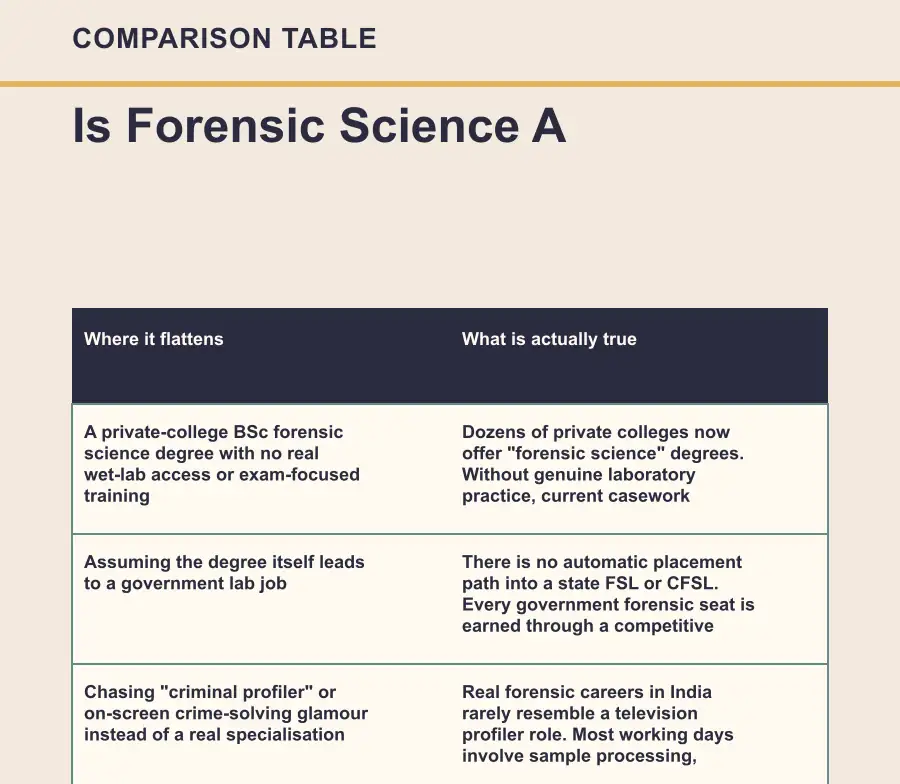 COMPARISON TABLE
Is Forensic Science A
Where it flattens
What is actually true
A private-college BSc forensic
science degree with no real
wet-lab access or exam-focused
training
Dozens of private colleges now
offer "forensic science" degrees.
Without genuine laboratory
practice, current casework
Assuming the degree itself leads
to a government lab job
There is no automatic placement
path into a state FSL or CFSL.
Every government forensic seat is
earned through a competitive
Chasing "criminal profiler" or
on-screen crime-solving glamour
instead of a real specialisation
Real forensic careers in India
rarely resemble a television
profiler role. Most working days
involve sample processing,